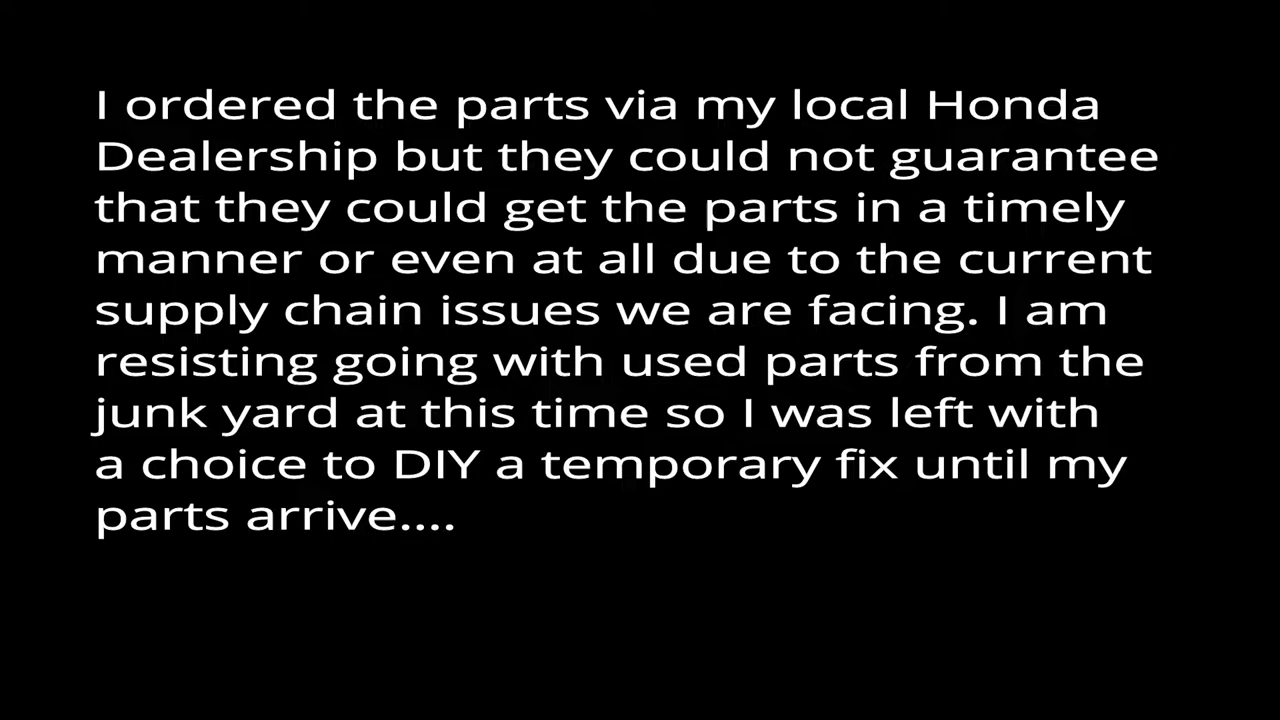 I ordered the parts via my local Honda
Dealership but they could not guarantee
that they could get the parts in a timely
manner or even at all due to the current
supply chain issues we are facing. I am
resisting going with used parts from the
junk yard at this time so I was left with
a choice to DIY a temporary fix until my
parts arrive....